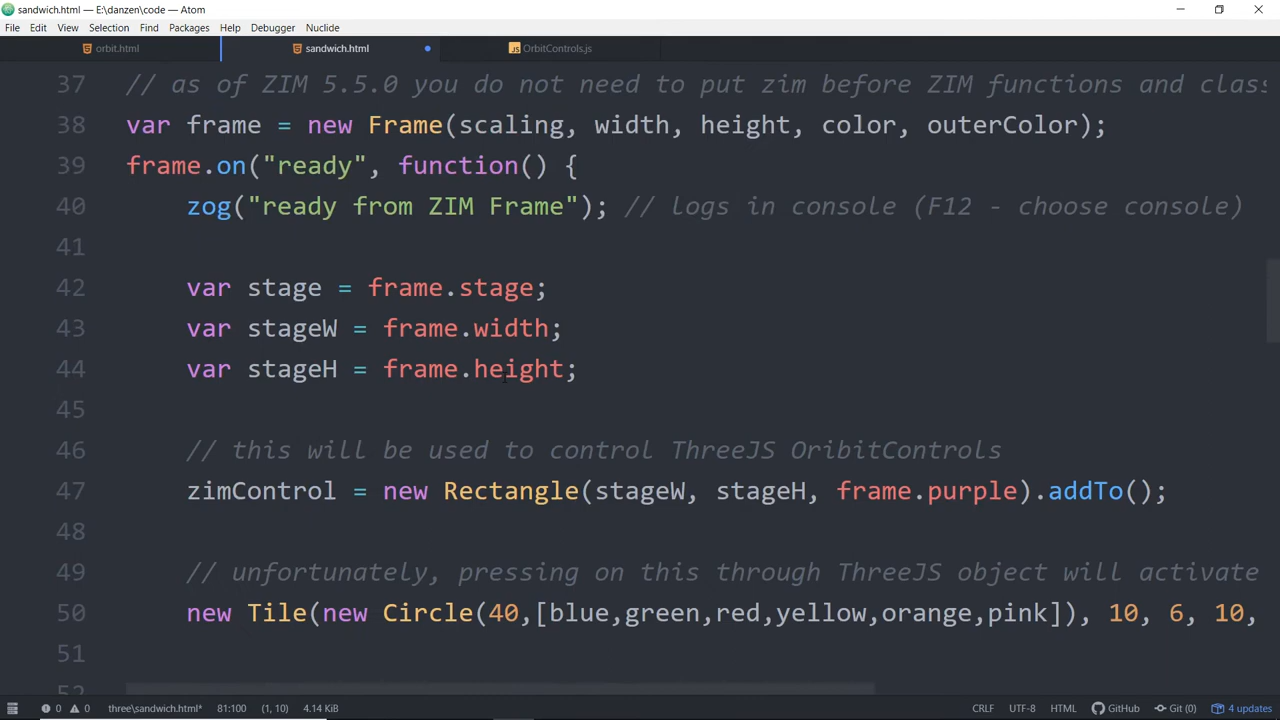 sandwich.html — E:\danzen\code — Atom
File Edit View Selection Find Packages Help Debugger Nuclide
orbit.html sandwich.html JS OrbitControls.js
37 // as of ZIM 5.5.0 you do not need to put zim before ZIM functions and clas
38 var frame = new Frame(scaling, width, height, color, outerColor);
39 frame.on("ready", function() {
40 zog("ready from ZIM Frame"); // logs in console (F12 - choose console)
41
42 var stage = frame.stage;
43 var stageW = frame.width;
44 var stageH = frame.height;
45
46 // this will be used to control ThreeJS OribitControls
47 zimControl = new Rectangle(stageW, stageH, frame.purple).addTo();
48
49 // unfortunately, pressing on this through ThreeJS object will activate
50 new Tile(new Circle(40,[blue,green,red,yellow,orange,pink]), 10, 6, 10,
51
52
0 0 three\sandwich.html* 81:100 (1, 10) 4.14 KiB CRLF UTF-8 HTML GitHub Git (0) 4 updates